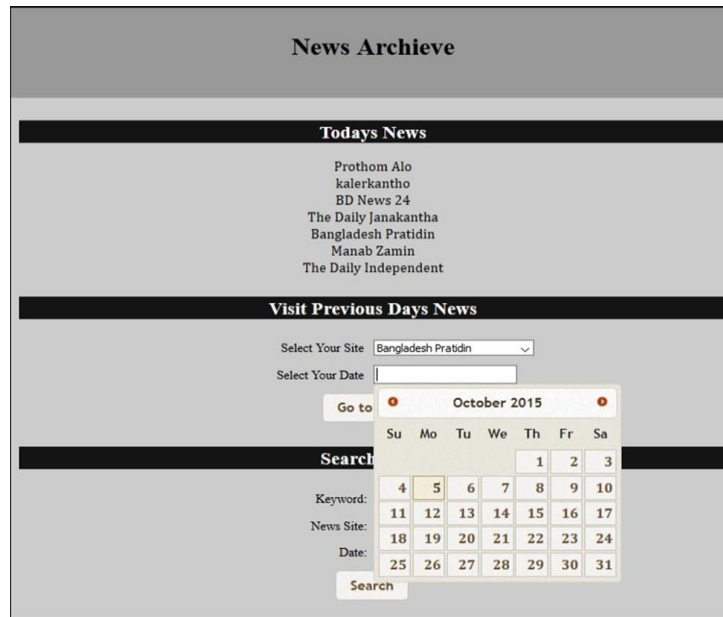 News Archieve
Todays News
Prothom Alo
kalerkantho
BD News 24
The Daily Janakantha
Bangladesh Pratidin
Manab Zamin
The Daily Independent
Visit Previous Days News
Select Your Site Bangladesh Pratidin
Select Your Date
Go to
October 2015
Su Mo Tu We Th Fr Sa
1 2 3
4 5 6 7 8 9 10
11 12 13 14 15 16 17
18 19 20 21 22 23 24
25 26 27 28 29 30 31
Search
Keyword:
News Site:
Date:
Search